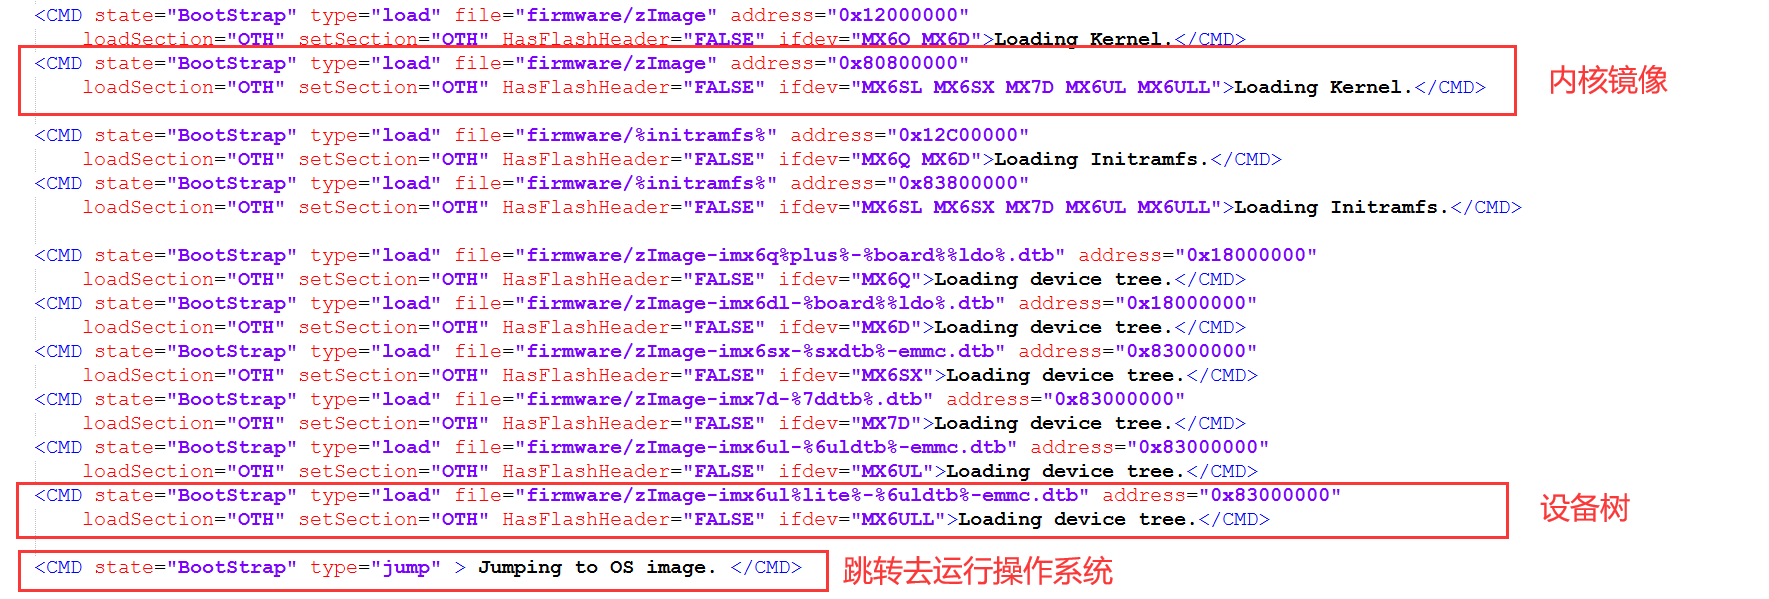 <CMD state="BootStrap" type="load" file="firmware/zImage" address="0x12000000"
loadSection="OTH" setSection="OTH" HasFlashHeader="FALSE" ifdev="MX6Q MX6D">Loading Kernel.</CMD>
<CMD state="BootStrap" type="load" file="firmware/zImage" address="0x80800000"
loadSection="OTH" setSection="OTH" HasFlashHeader="FALSE" ifdev="MX6SL MX6SX MX7D MX6UL MX6ULL">Loading Kernel.</CMD>
内核镜像
<CMD state="BootStrap" type="load" file="firmware/%initramfs%" address="0x12C00000"
loadSection="OTH" setSection="OTH" HasFlashHeader="FALSE" ifdev="MX6Q MX6D">Loading Initramfs.</CMD>
<CMD state="BootStrap" type="load" file="firmware/%initramfs%" address="0x83800000"
loadSection="OTH" setSection="OTH" HasFlashHeader="FALSE" ifdev="MX6SL MX6SX MX7D MX6UL MX6ULL">Loading Initramfs.</CMD>
<CMD state="BootStrap" type="load" file="firmware/zImage-imx6q%plus%-%board%%ldo%.dtb" address="0x18000000"
loadSection="OTH" setSection="OTH" HasFlashHeader="FALSE" ifdev="MX6Q">Loading device tree.</CMD>
<CMD state="BootStrap" type="load" file="firmware/zImage-imx6dl-%board%%ldo%.dtb" address="0x18000000"
loadSection="OTH" setSection="OTH" HasFlashHeader="FALSE" ifdev="MX6D">Loading device tree.</CMD>
<CMD state="BootStrap" type="load" file="firmware/zImage-imx6sx-%sxdtb%-emmc.dtb" address="0x83000000"
loadSection="OTH" setSection="OTH" HasFlashHeader="FALSE" ifdev="MX6SX">Loading device tree.</CMD>
<CMD state="BootStrap" type="load" file="firmware/zImage-imx7d-%7ddtb%.dtb" address="0x83000000"
loadSection="OTH" setSection="OTH" HasFlashHeader="FALSE" ifdev="MX7D">Loading device tree.</CMD>
<CMD state="BootStrap" type="load" file="firmware/zImage-imx6ul-%6uldtb%-emmc.dtb" address="0x83000000"
loadSection="OTH" setSection="OTH" HasFlashHeader="FALSE" ifdev="MX6UL">Loading device tree.</CMD>
<CMD state="BootStrap" type="load" file="firmware/zImage-imx6ul%lite%-%6uldtb%-emmc.dtb" address="0x83000000"
loadSection="OTH" setSection="OTH" HasFlashHeader="FALSE" ifdev="MX6ULL">Loading device tree.</CMD>
设备树
<CMD state="BootStrap" type="jump" > Jumping to OS image. </CMD>
跳转去运行操作系统